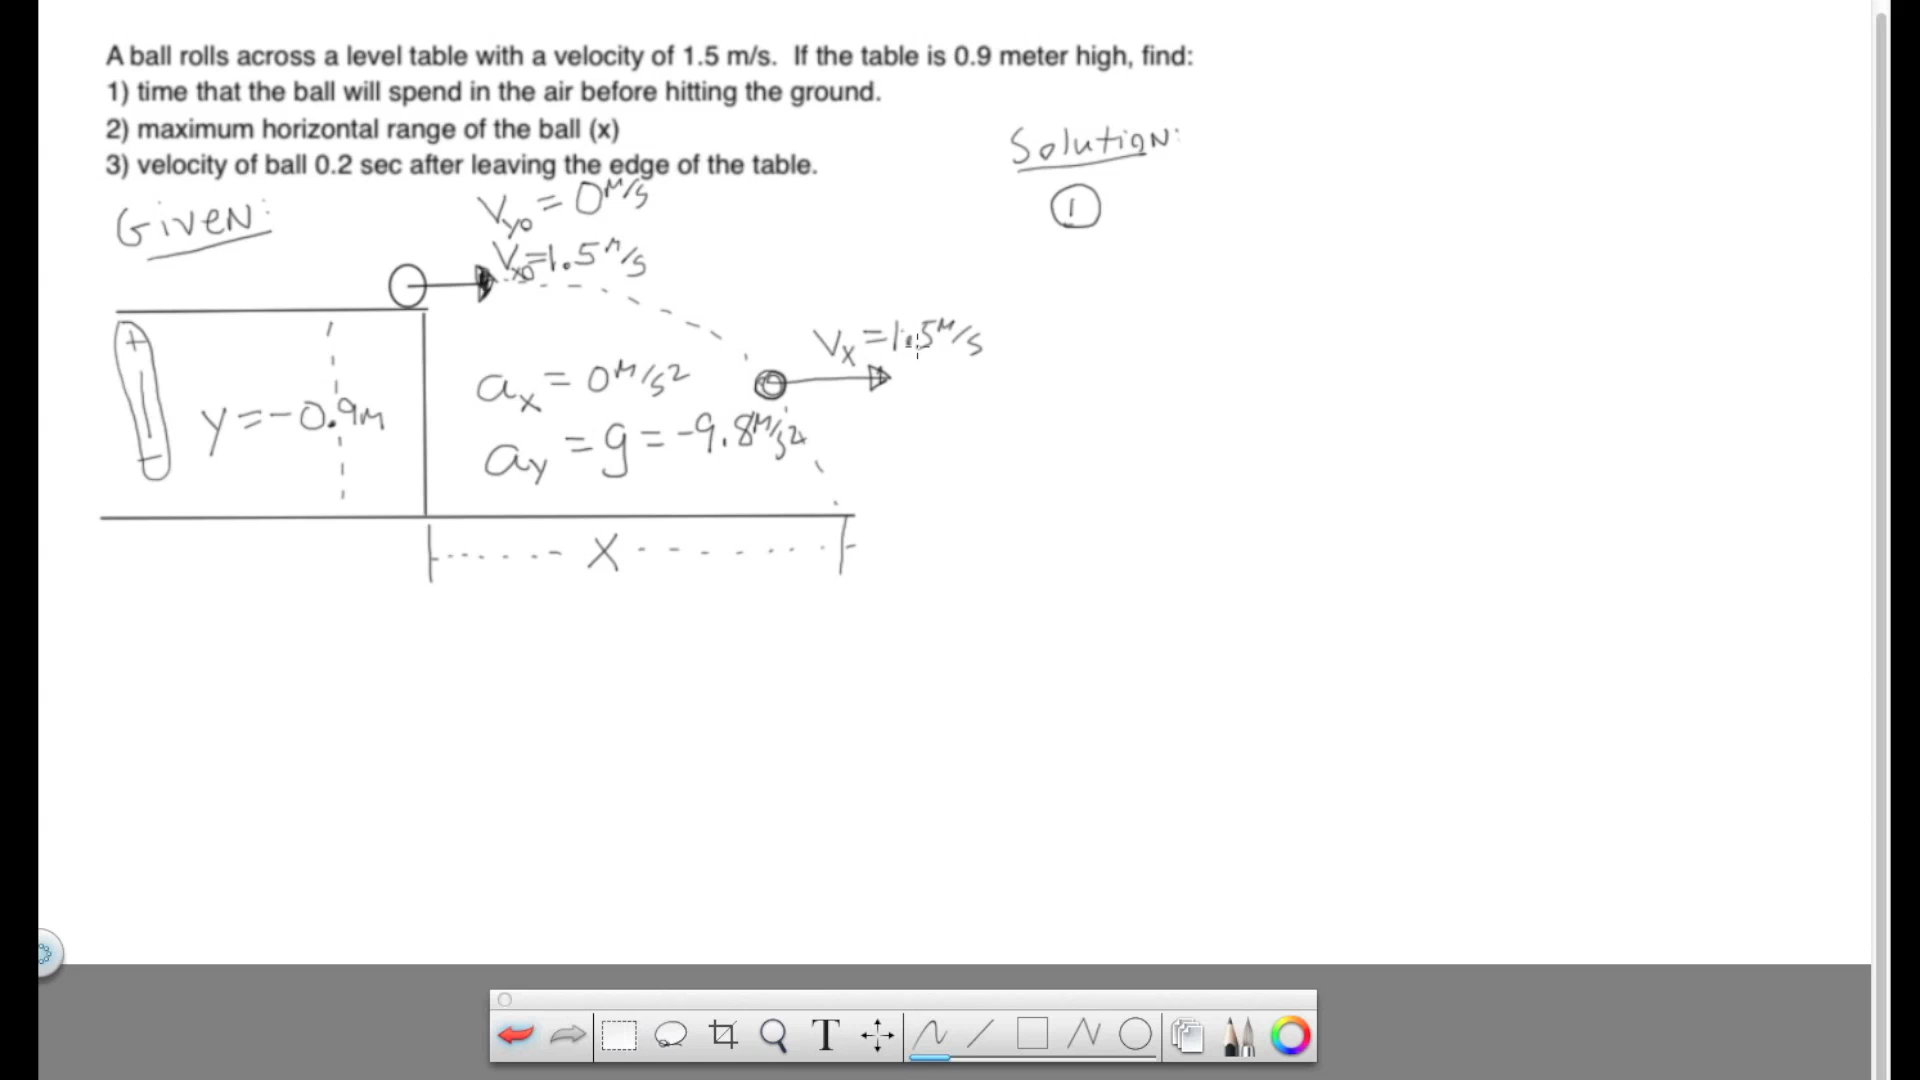 A ball rolls across a level table with a velocity of 1.5 m/s.  If the table is 0.9 meter high, find:
1) time that the ball will spend in the air before hitting the ground.
2) maximum horizontal range of the ball (x)
3) velocity of ball 0.2 sec after leaving the edge of the table.
Solution:
①
Given:
Vyo = 0 M/s
Vxo = 1.5 M/s
Vx = 1.5 M/s
+
-
y = -0.9m
ax = 0 M/s2
ay = g = -9.8 M/s2
X
T